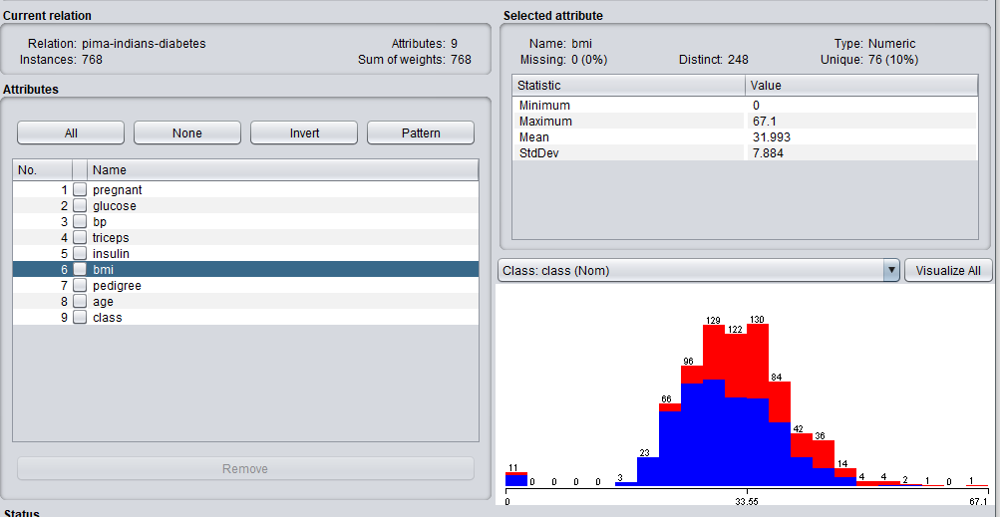 Current relation
Relation: pima-indians-diabetes Attributes: 9
Instances: 768 Sum of weights: 768
Attributes
All None Invert Pattern
No. Name
1 pregnant
2 glucose
3 bp
4 triceps
5 insulin
6 bmi
7 pedigree
8 age
9 class
Remove
Status
Selected attribute
Name: bmi Type: Numeric
Missing: 0 (0%) Distinct: 248 Unique: 76 (10%)
Statistic Value
Minimum 0
Maximum 67.1
Mean 31.993
StdDev 7.884
Class: class (Nom) Visualize All
11 0 0 0 0 3 23 66 96 129 122 130 84 42 36 14 4 4 2 1 0 1
0 33.55 67.1